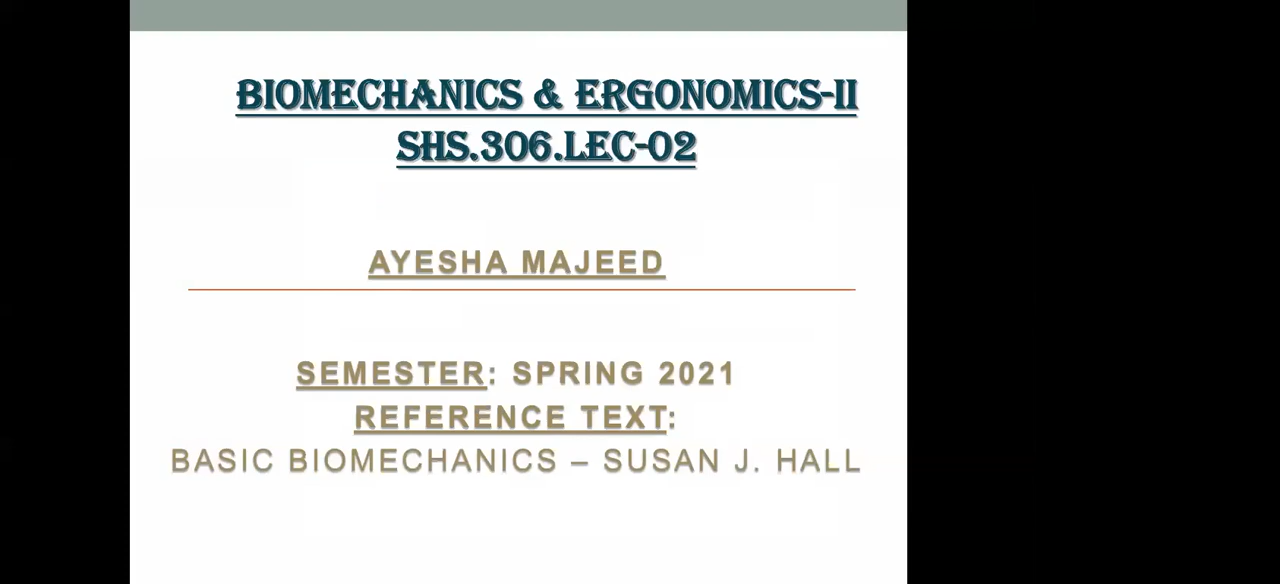 BIOMECHANICS & ERGONOMICS-II
SHS.306.LEC-02
AYESHA MAJEED
SEMESTER: SPRING 2021
REFERENCE TEXT:
BASIC BIOMECHANICS – SUSAN J. HALL